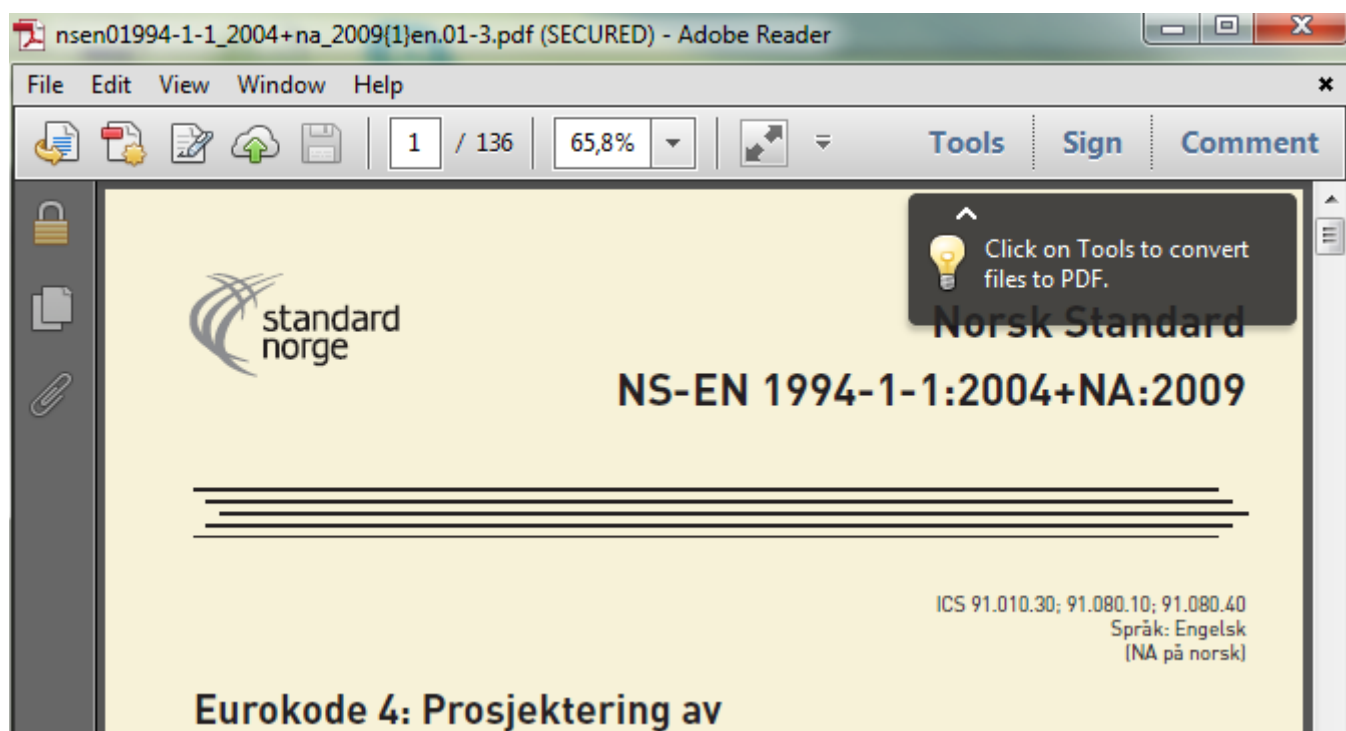 nsen01994-1-1_2004+na_2009{1}en.01-3.pdf (SECURED) - Adobe Reader
File Edit View Window Help
1 / 136 65,8% Tools Sign Comment
Click on Tools to convert
files to PDF.
standard
norge
Norsk Standard
NS-EN 1994-1-1:2004+NA:2009
ICS 91.010.30; 91.080.10; 91.080.40
Språk: Engelsk
(NA på norsk)
Eurokode 4: Prosjektering av